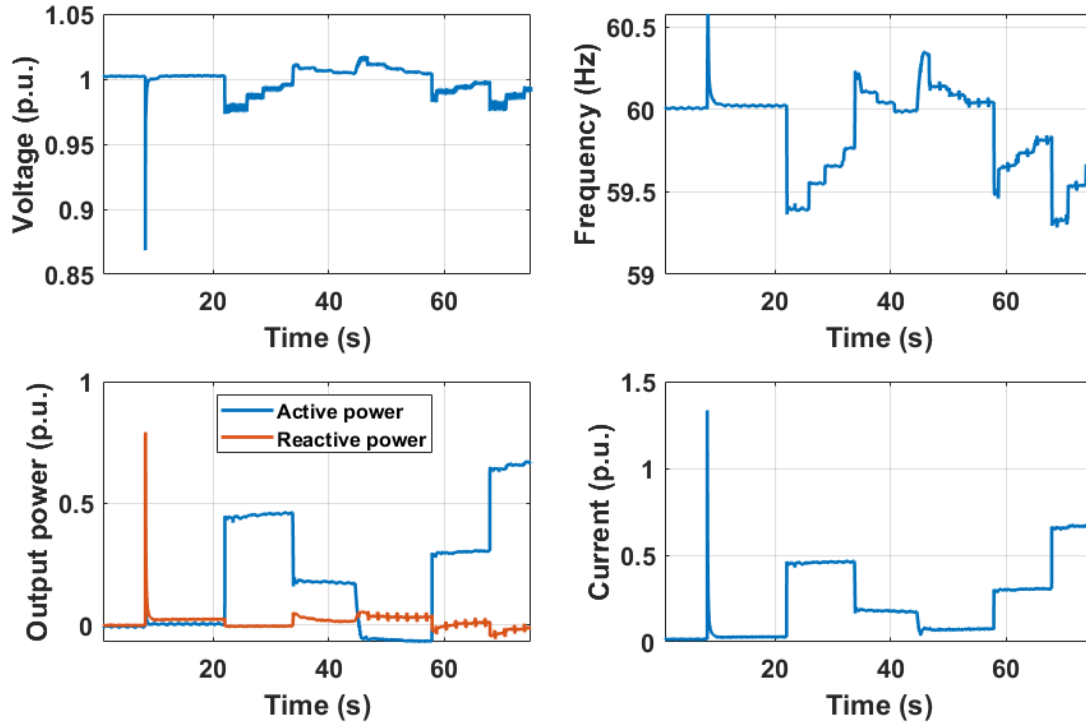 1.05
1
0.95
0.9
0.85
Voltage (p.u.)
20 40 60
Time (s)
60.5
60
59.5
59
Frequency (Hz)
20 40 60
Time (s)
1
0.5
0
Output power (p.u.)
Active power
Reactive power
20 40 60
Time (s)
1.5
1
0.5
0
Current (p.u.)
20 40 60
Time (s)